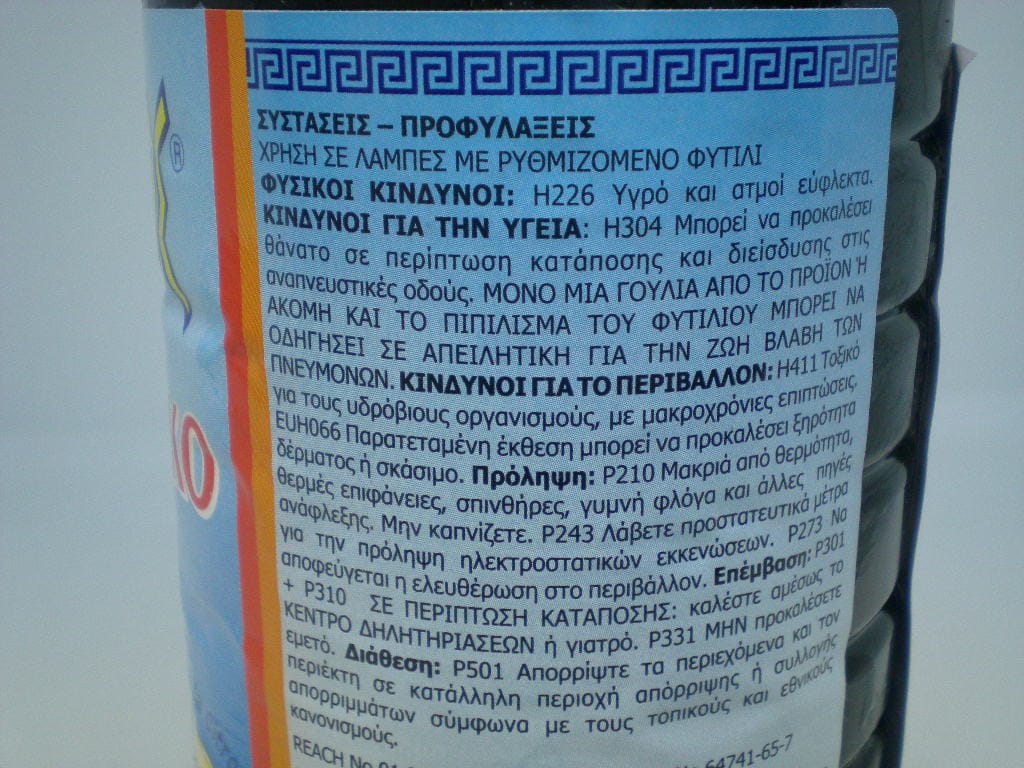 ®
ΚΟ
ΣΥΣΤΑΣΕΙΣ – ΠΡΟΦΥΛΑΞΕΙΣ
ΧΡΗΣΗ ΣΕ ΛΑΜΠΕΣ ΜΕ ΡΥΘΜΙΖΟΜΕΝΟ ΦΥΤΙΛΙ
ΦΥΣΙΚΟΙ ΚΙΝΔΥΝΟΙ: H226 Υγρό και ατμοί εύφλεκτα.
ΚΙΝΔΥΝΟΙ ΓΙΑ ΤΗΝ ΥΓΕΙΑ: H304 Μπορεί να προκαλέσει
θάνατο σε περίπτωση κατάποσης και διείσδυσης στις
αναπνευστικές οδούς. ΜΟΝΟ ΜΙΑ ΓΟΥΛΙΑ ΑΠΟ ΤΟ ΠΡΟΪΟΝ Ή
ΑΚΟΜΗ ΚΑΙ ΤΟ ΠΙΠΙΛΙΣΜΑ ΤΟΥ ΦΥΤΙΛΙΟΥ ΜΠΟΡΕΙ ΝΑ
ΟΔΗΓΗΣΕΙ ΣΕ ΑΠΕΙΛΗΤΙΚΗ ΓΙΑ ΤΗΝ ΖΩΗ ΒΛΑΒΗ ΤΩΝ
ΠΝΕΥΜΟΝΩΝ. ΚΙΝΔΥΝΟΙ ΓΙΑ ΤΟ ΠΕΡΙΒΑΛΛΟΝ: H411 Τοξικό
για τους υδρόβιους οργανισμούς, με μακροχρόνιες επιπτώσεις.
EUH066 Παρατεταμένη έκθεση μπορεί να προκαλέσει ξηρότητα
δέρματος ή σκάσιμο. Πρόληψη: P210 Μακριά από θερμότητα,
θερμές επιφάνειες, σπινθήρες, γυμνή φλόγα και άλλες πηγές
ανάφλεξης. Μην καπνίζετε. P243 Λάβετε προστατευτικά μέτρα
για την πρόληψη ηλεκτροστατικών εκκενώσεων. P273 Να
αποφεύγεται η ελευθέρωση στο περιβάλλον. Επέμβαση: P301
+ P310 ΣΕ ΠΕΡΙΠΤΩΣΗ ΚΑΤΑΠΟΣΗΣ: καλέστε αμέσως το
ΚΕΝΤΡΟ ΔΗΛΗΤΗΡΙΑΣΕΩΝ ή γιατρό. P331 ΜΗΝ προκαλέσετε
εμετό. Διάθεση: P501 Απορρίψτε τα περιεχόμενα και τον
περιέκτη σε κατάλληλη περιοχή απόρριψης ή συλλογής
απορριμμάτων σύμφωνα με τους τοπικούς και εθνικούς
κανονισμούς.
REACH No 64741-65-7